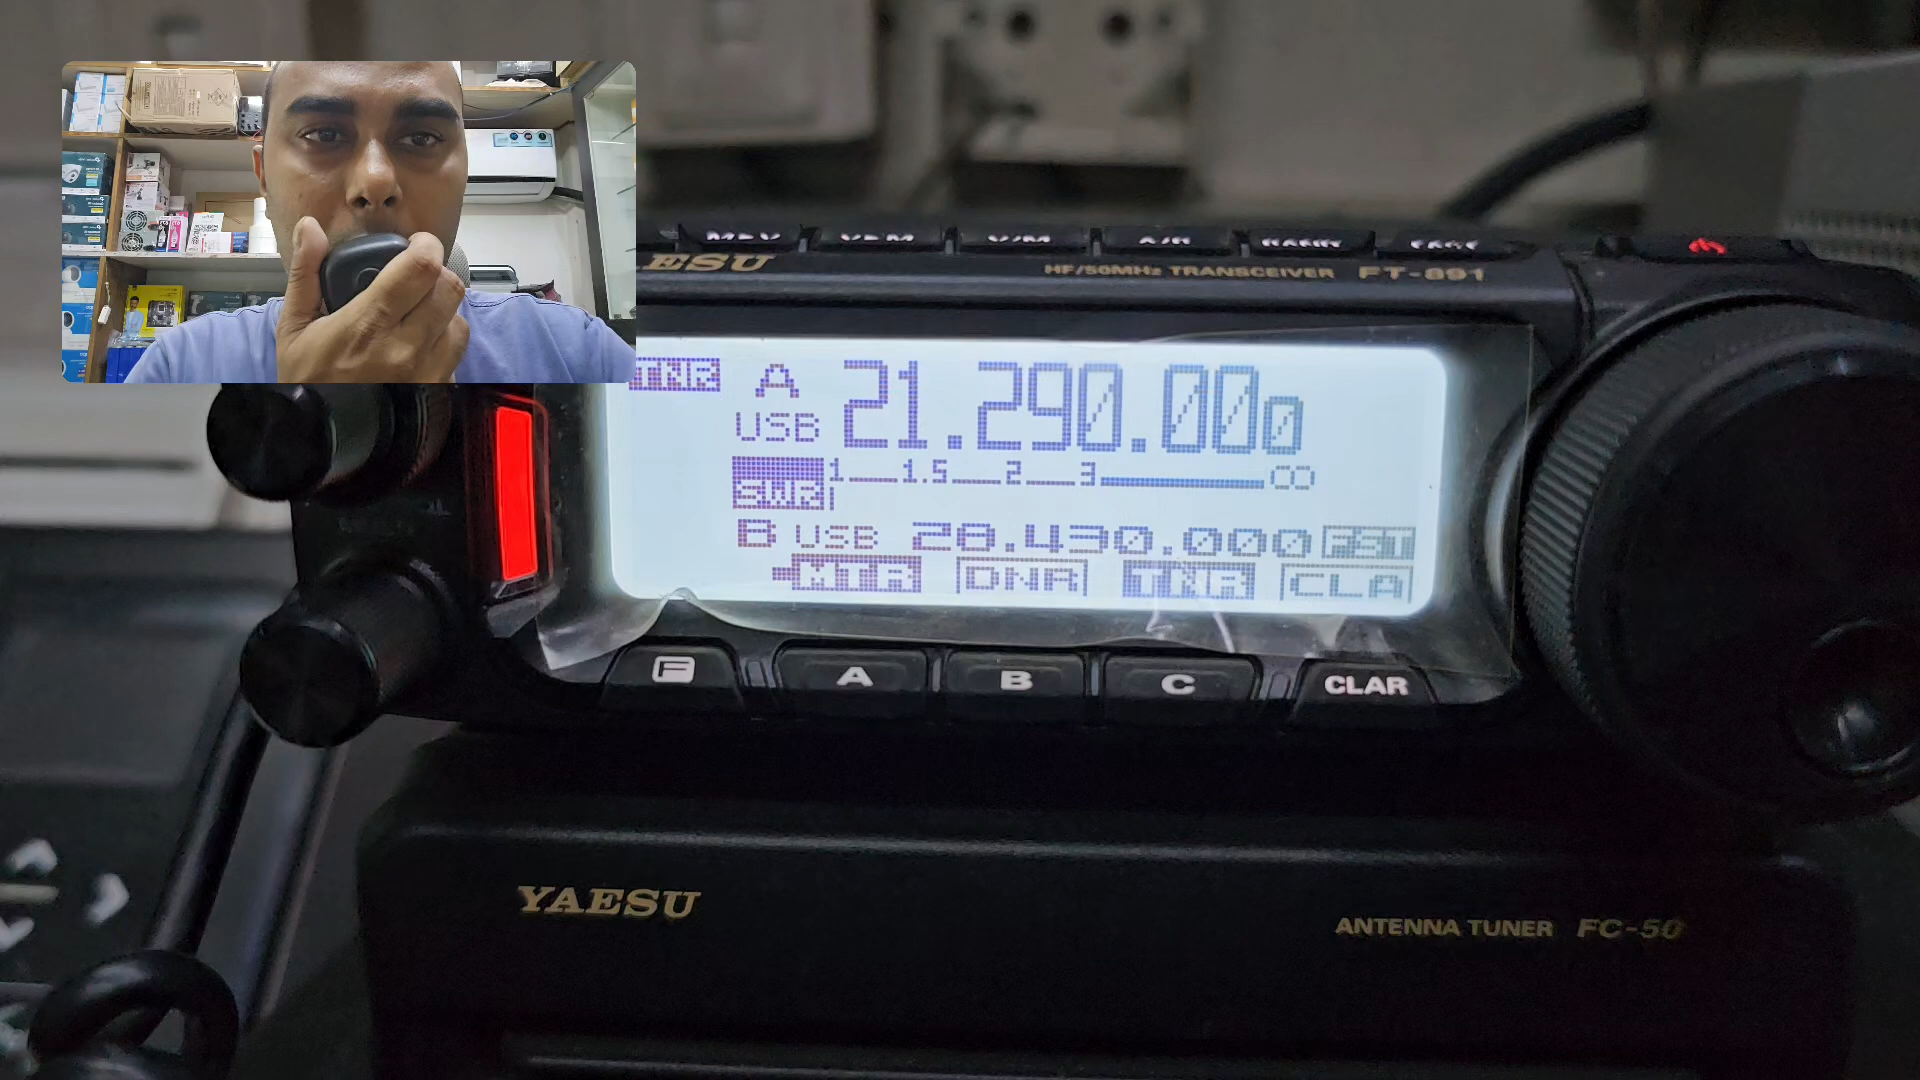 YAESU
HF/50MHz TRANSCEIVER FT-891
TNR A 21.290.000
USB
SWR 1 1.5 2 3 ∞
B USB 28.430.000 FST
MTR DNR TNR CLA
F A B C CLAR
YAESU
ANTENNA TUNER FC-50